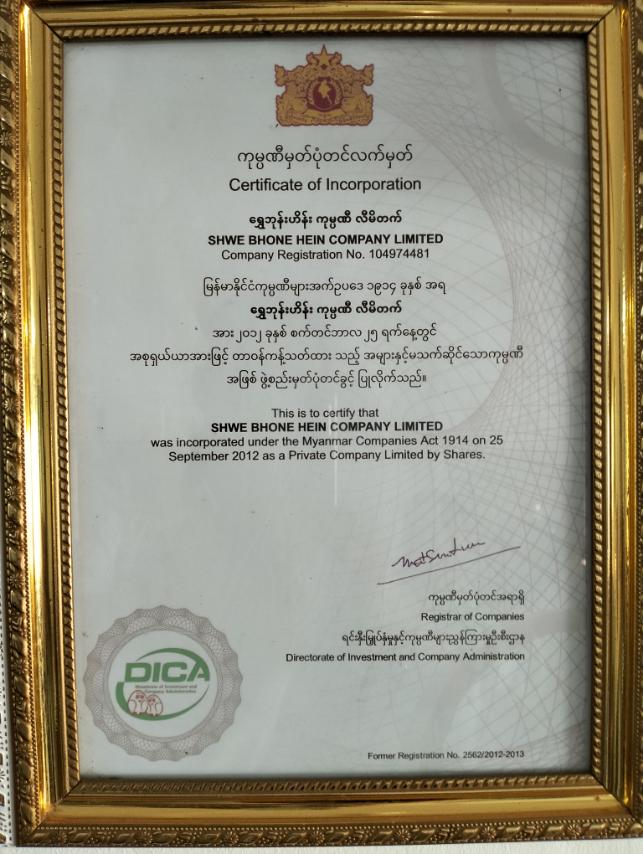 ကုမ္ပဏီမှတ်ပုံတင်လက်မှတ်
Certificate of Incorporation
ရွှေဘုန်းဟိန်း ကုမ္ပဏီ လီမိတက်
SHWE BHONE HEIN COMPANY LIMITED
Company Registration No. 104974481
မြန်မာနိုင်ငံကုမ္ပဏီများအက်ဥပဒေ ၁၉၁၄ ခုနှစ် အရ
ရွှေဘုန်းဟိန်း ကုမ္ပဏီ လီမိတက်
အား ၂၀၁၂ ခုနှစ် စက်တင်ဘာလ ၂၅ ရက်နေ့တွင်
အစုရှယ်ယာအားဖြင့် တာဝန်ကန့်သတ်ထား သည့် အများနှင့်မသက်ဆိုင်သောကုမ္ပဏီ
အဖြစ် ဖွဲ့စည်းမှတ်ပုံတင်ခွင့် ပြုလိုက်သည်။
This is to certify that
SHWE BHONE HEIN COMPANY LIMITED
was incorporated under the Myanmar Companies Act 1914 on 25
September 2012 as a Private Company Limited by Shares.
ကုမ္ပဏီမှတ်ပုံတင်အရာရှိ
Registrar of Companies
ရင်းနှီးမြှုပ်နှံမှုနှင့်ကုမ္ပဏီများညွှန်ကြားမှုဦးစီးဌာန
Directorate of Investment and Company Administration
DICA
Directorate of Investment and
Company Administration
Former Registration No. 2562/2012-2013